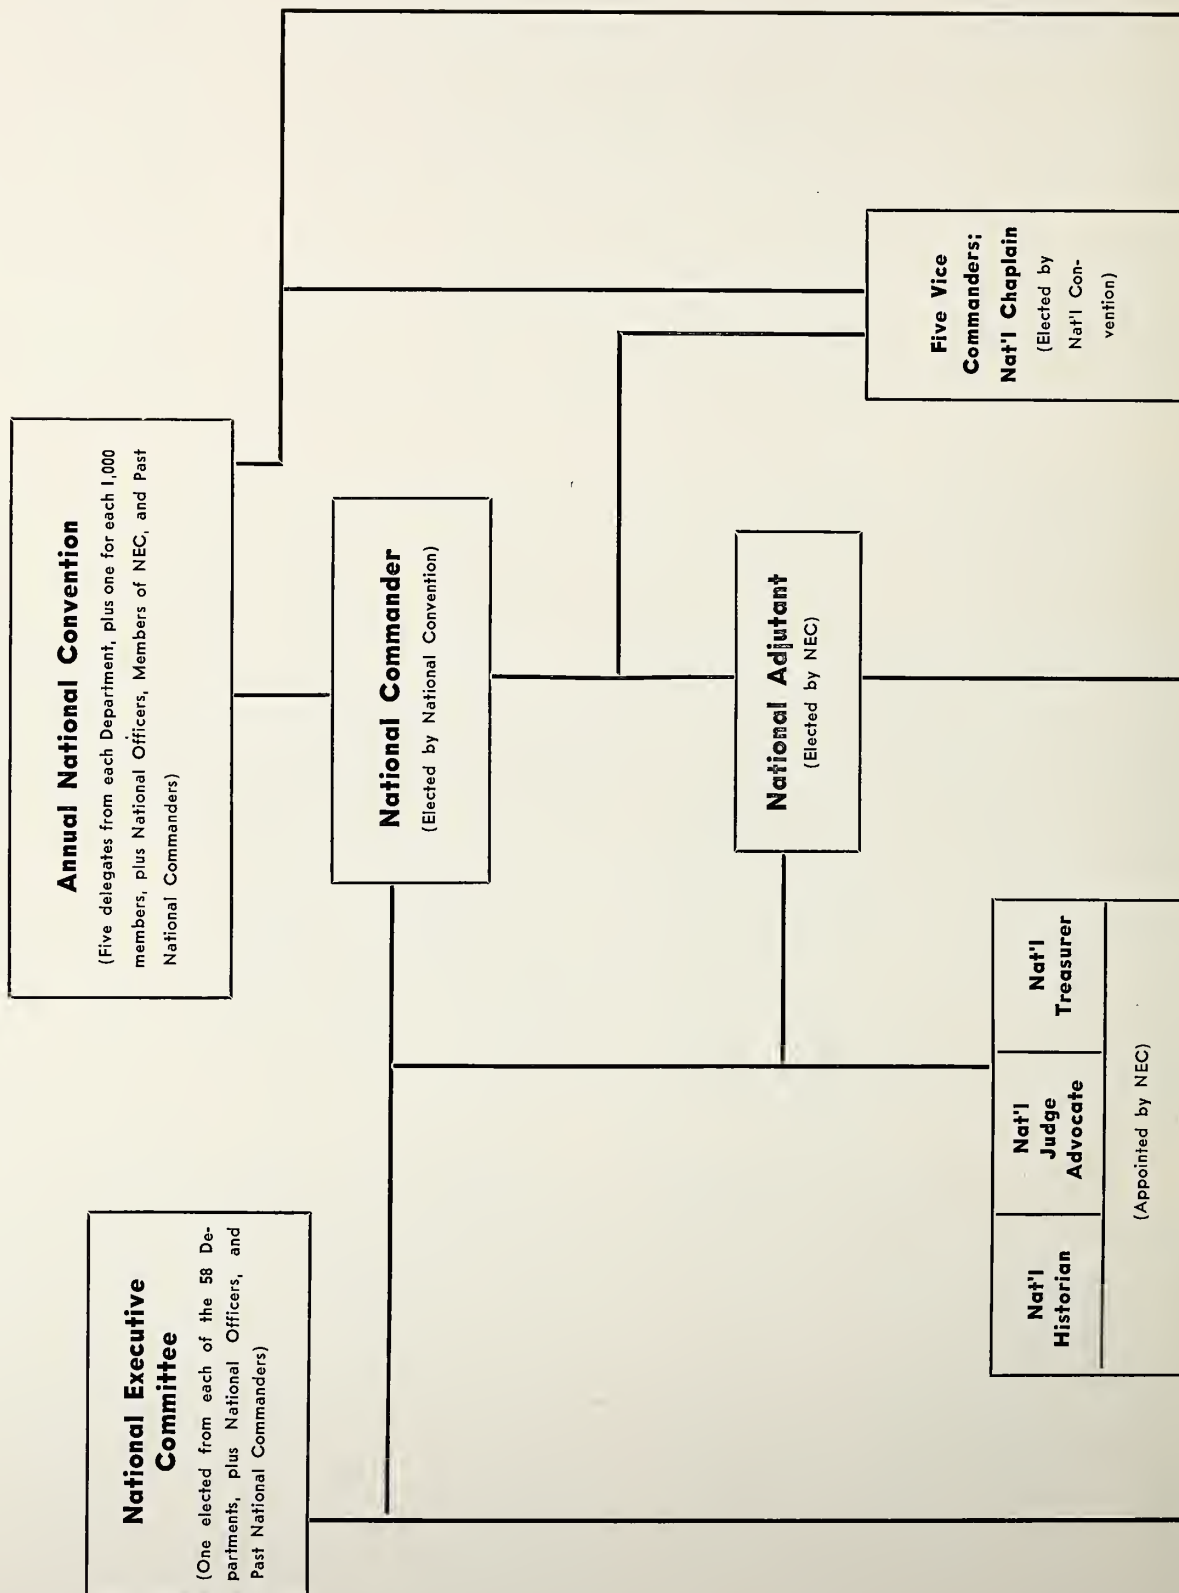 Annual National Convention
(Five delegates from each Department, plus one for each 1,000
members, plus National Officers, Members of NEC, and Past
National Commanders)
National Executive
Committee
(One elected from each of the 58 De-
partments, plus National Officers, and
Past National Commanders)
National Commander
(Elected by National Convention)
National Adjutant
(Elected by NEC)
Five Vice
Commanders;
Nat'l Chaplain
(Elected by
Nat'l Con-
vention)
Nat'l
Historian
Nat'l
Judge
Advocate
Nat'l
Treasurer
(Appointed by NEC)